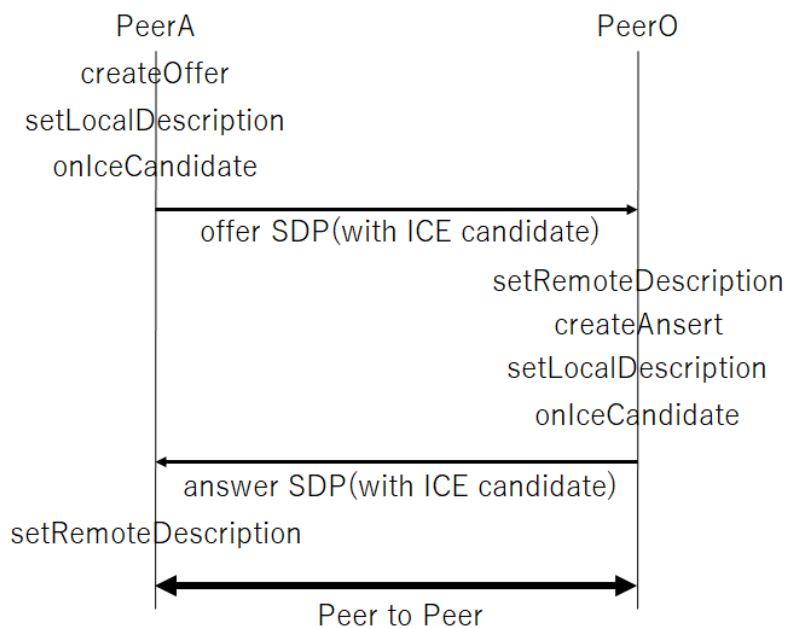 PeerA PeerO
createOffer
setLocalDescription
onIceCandidate
offer SDP(with ICE candidate)
setRemoteDescription
createAnsert
setLocalDescription
onIceCandidate
answer SDP(with ICE candidate)
setRemoteDescription
Peer to Peer